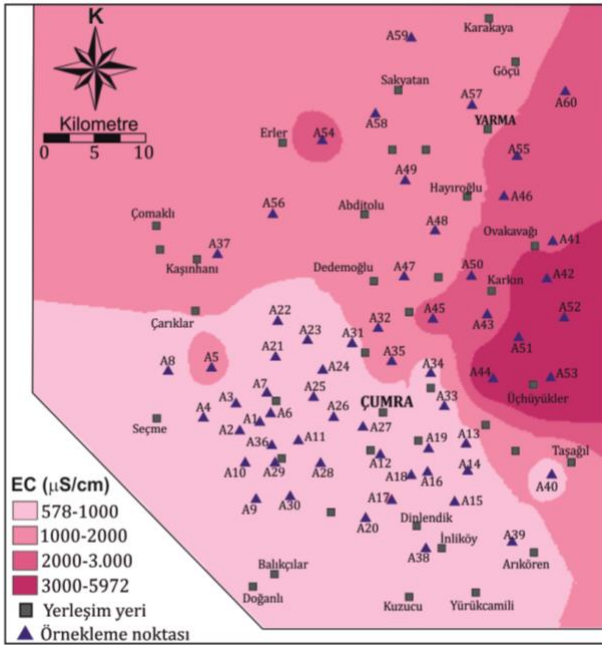 K
Kilometre
0 5 10
Karakaya
A59
Göçü
Sakyatan
A57
A60
A58
YARMA
Erler
A54
A55
A49
Hayıroğlu
A46
A56
Abditolu
Çomaklı
A48
Ovakavağı
A41
A37
Kaşınhanı
Dedemoğlu
A47
A50
A42
Karkın
Çarıklar
A22
A32
A45
A43
A52
A23
A31
A51
A21
A8
A5
A24
A35
A34
A44
A53
Üçhüyükler
A7
A25
ÇUMRA
A3
A33
A4
A6
A26
Seçme
A1
A2
A27
A11
A36
A19
A13
Taşağıl
A10
A29
A28
A12
A18
A16
A14
A40
A9
A30
A17
A15
A20
Dinlendik
A39
İnliköy
A38
Arıkören
Balıkçılar
Doğanlı
Kuzucu
Yürükcamili
EC (µS/cm)
578-1000
1000-2000
2000-3.000
3000-5972
Yerleşim yeri
Örnekleme noktası